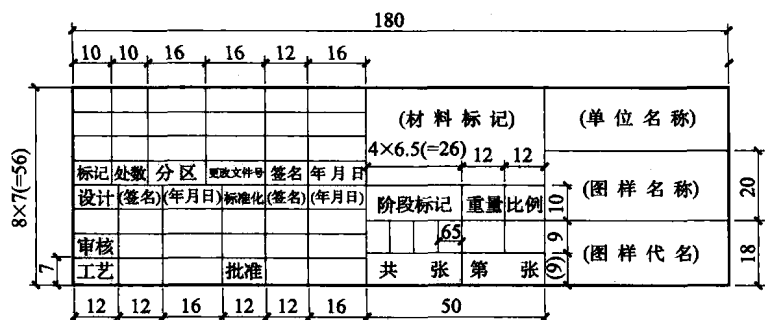 180
10 10 16 16 12 16
(材料标记) (单位名称)
4×6.5(=26) 12 12
8×7(=56)
标记 处数 分区 更改文件号 签名 年月日
设计 (签名) (年月日) 标准化 (签名) (年月日)
阶段标记 重量 比例 10 (图样名称) 20
65 9
审核
(图样代名) 18
7 工艺 批准 共 张 第 张 (9)
12 12 16 12 12 16 50